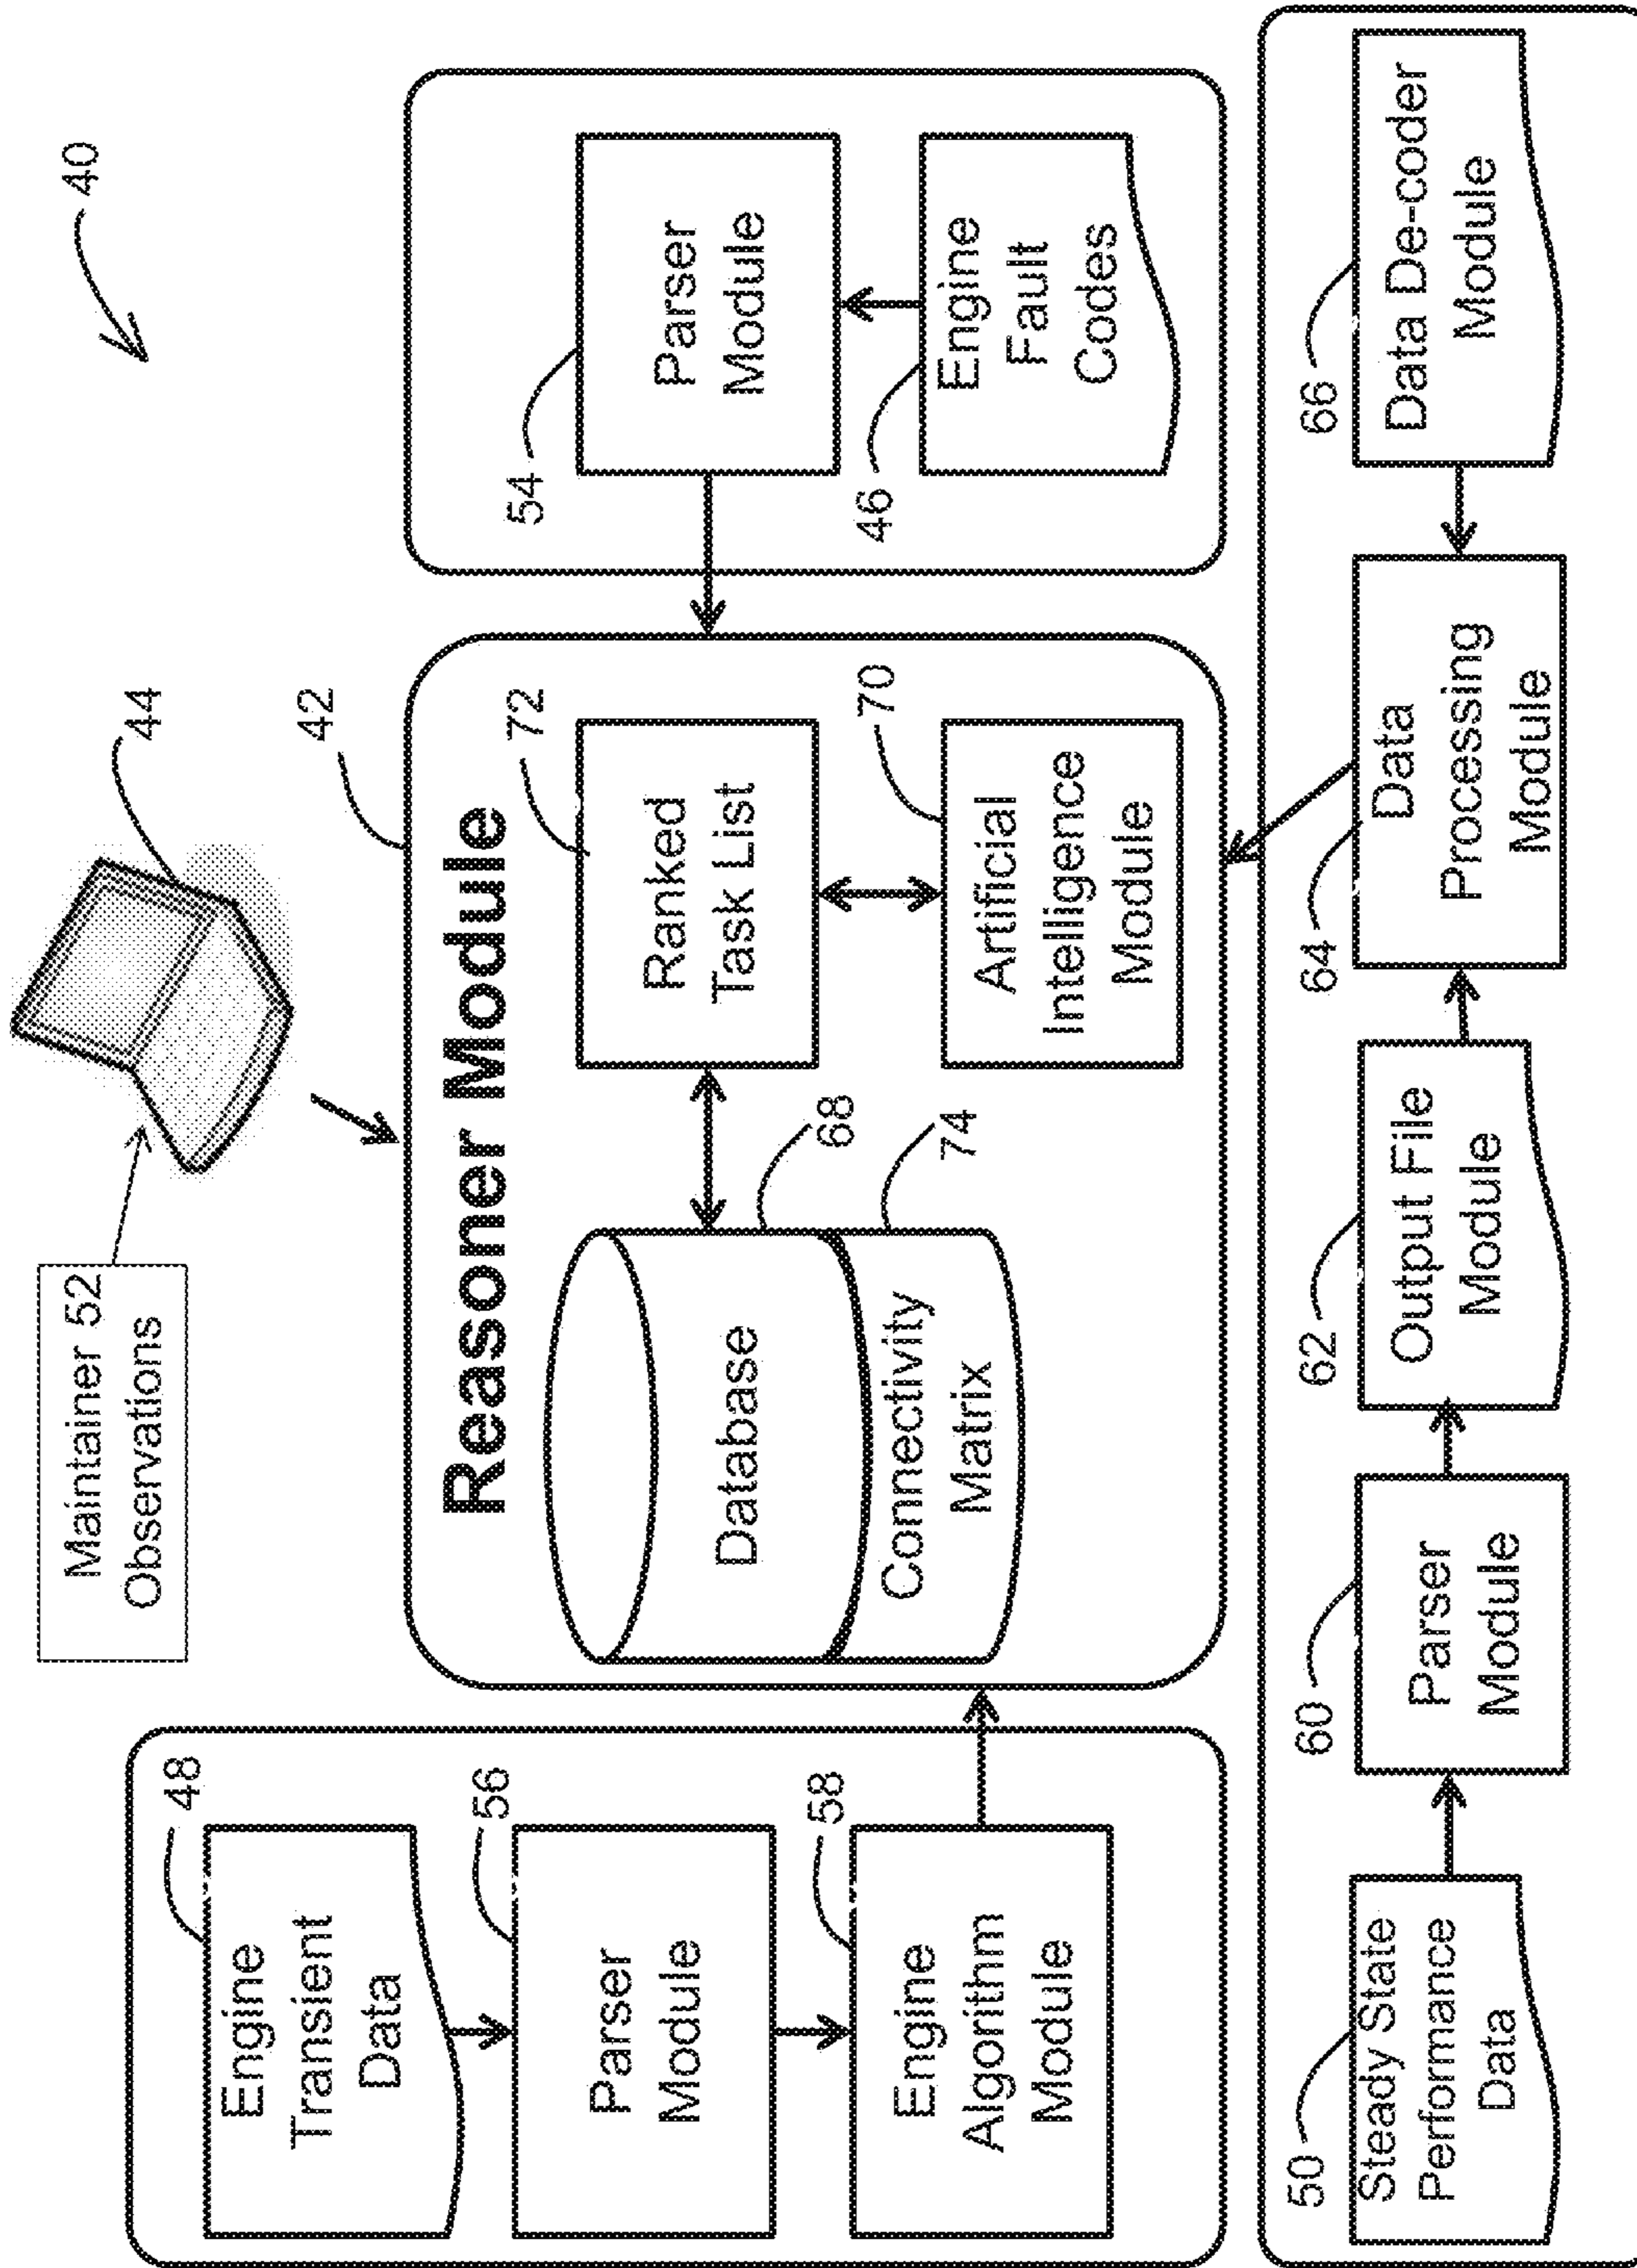 40
Maintainer 52
Observations
44
42
48
Engine
Transient
Data
56
Parser
Module
58
Engine
Algorithm
Module
Reasoner Module
Database
68
Connectivity
Matrix
74
72
Ranked
Task List
70
Artificial
Intelligence
Module
54
Parser
Module
46
Engine
Fault
Codes
50
Steady State
Performance
Data
60
Parser
Module
62
Output File
Module
64
Data
Processing
Module
66
Data De-coder
Module